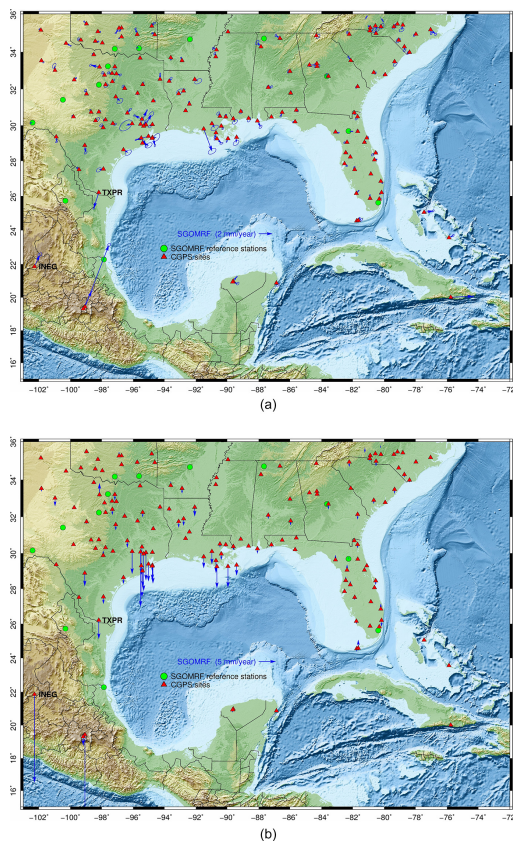 36˚
34˚
32˚
30˚
28˚
26˚
24˚
22˚
20˚
18˚
16˚
TXPR
SGOMRF (2 mm/year)
SGOMRF reference stations
CGPS sites
INEG
−102˚ −100˚ −98˚ −96˚ −94˚ −92˚ −90˚ −88˚ −86˚ −84˚ −82˚ −80˚ −78˚ −76˚ −74˚ −72
(a)
36˚
34˚
32˚
30˚
28˚
26˚
24˚
22˚
20˚
18˚
16˚
TXPR
SGOMRF (5 mm/year)
SGOMRF reference stations
CGPS sites
INEG
−102˚ −100˚ −98˚ −96˚ −94˚ −92˚ −90˚ −88˚ −86˚ −84˚ −82˚ −80˚ −78˚ −76˚ −74˚ −72
(b)